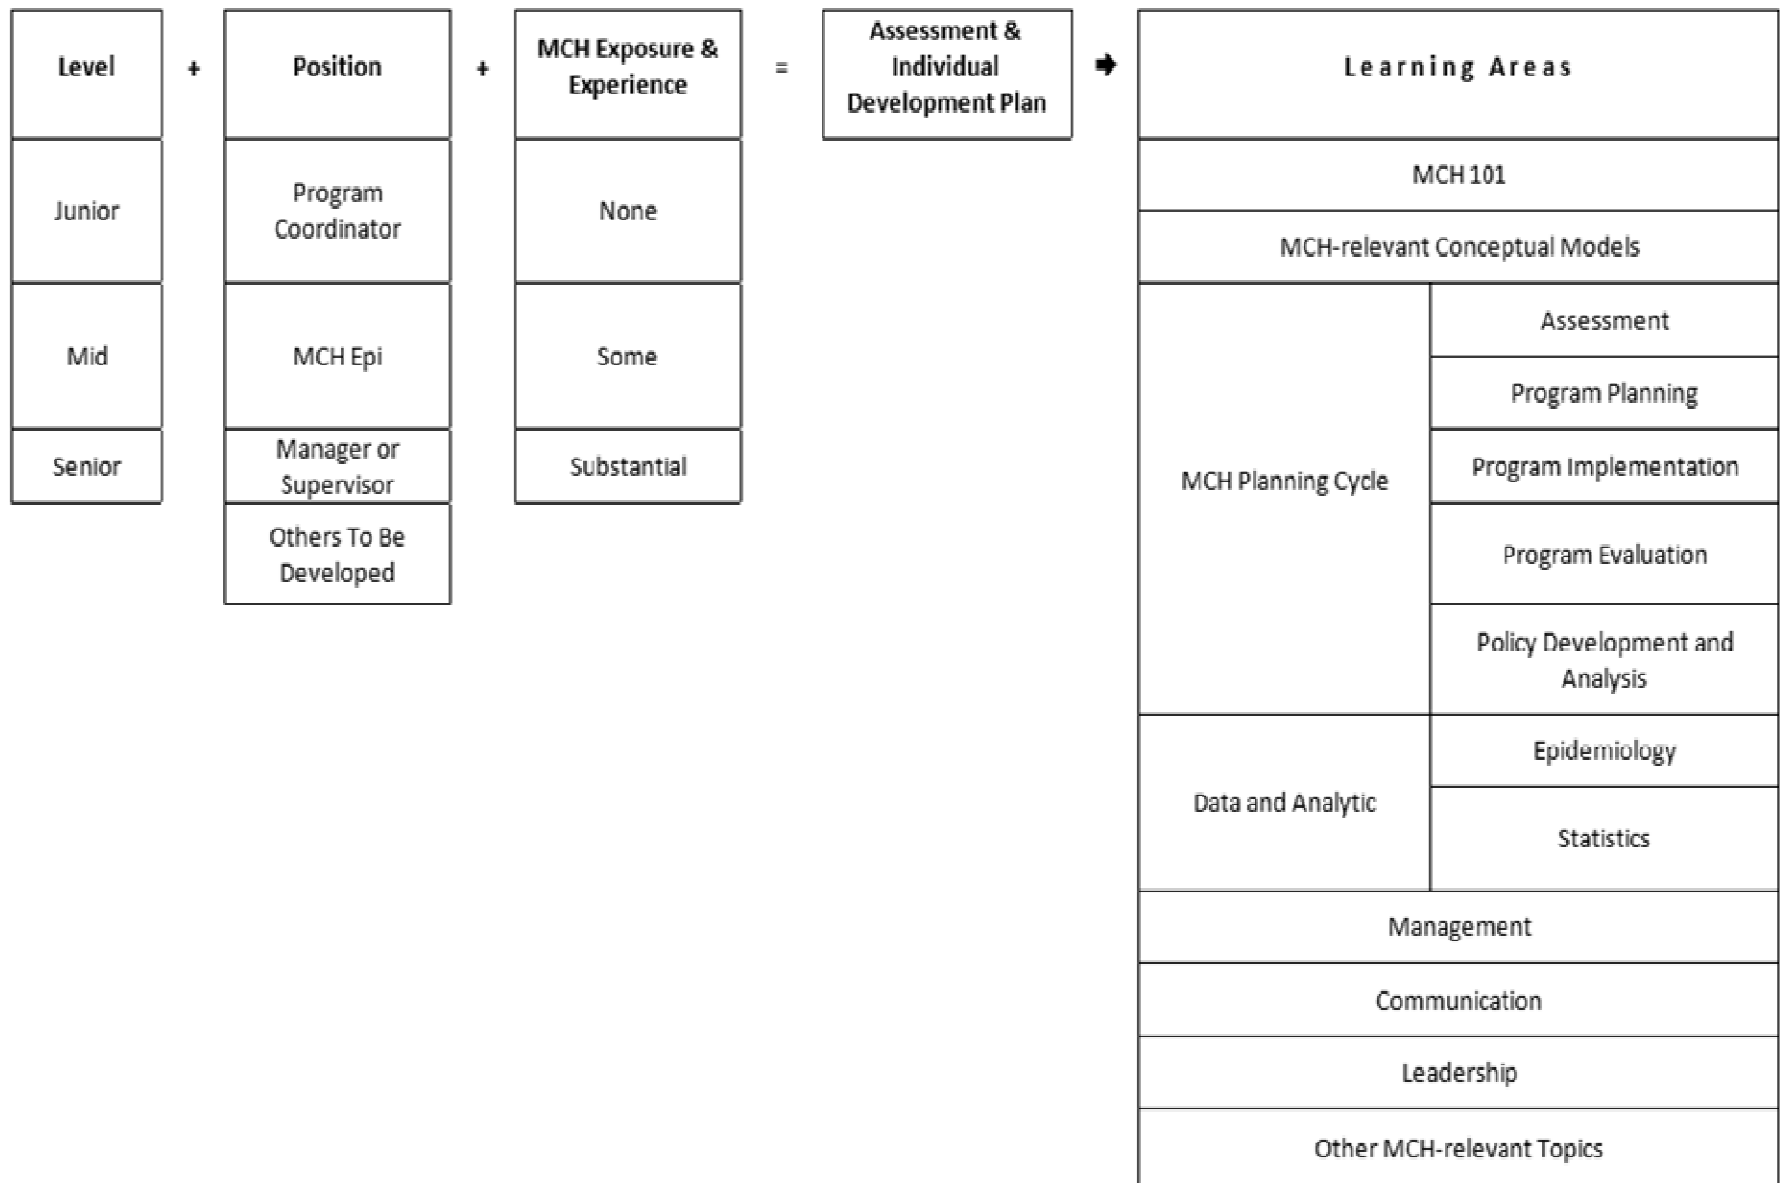 Level
+
Position
+
MCH Exposure &
Experience
=
Assessment &
Individual
Development Plan
🡆
Learning Areas
Junior
Mid
Senior
Program
Coordinator
MCH Epi
Manager or
Supervisor
Others To Be
Developed
None
Some
Substantial
MCH 101
MCH-relevant Conceptual Models
MCH Planning Cycle
Assessment
Program Planning
Program Implementation
Program Evaluation
Policy Development and
Analysis
Data and Analytic
Epidemiology
Statistics
Management
Communication
Leadership
Other MCH-relevant Topics